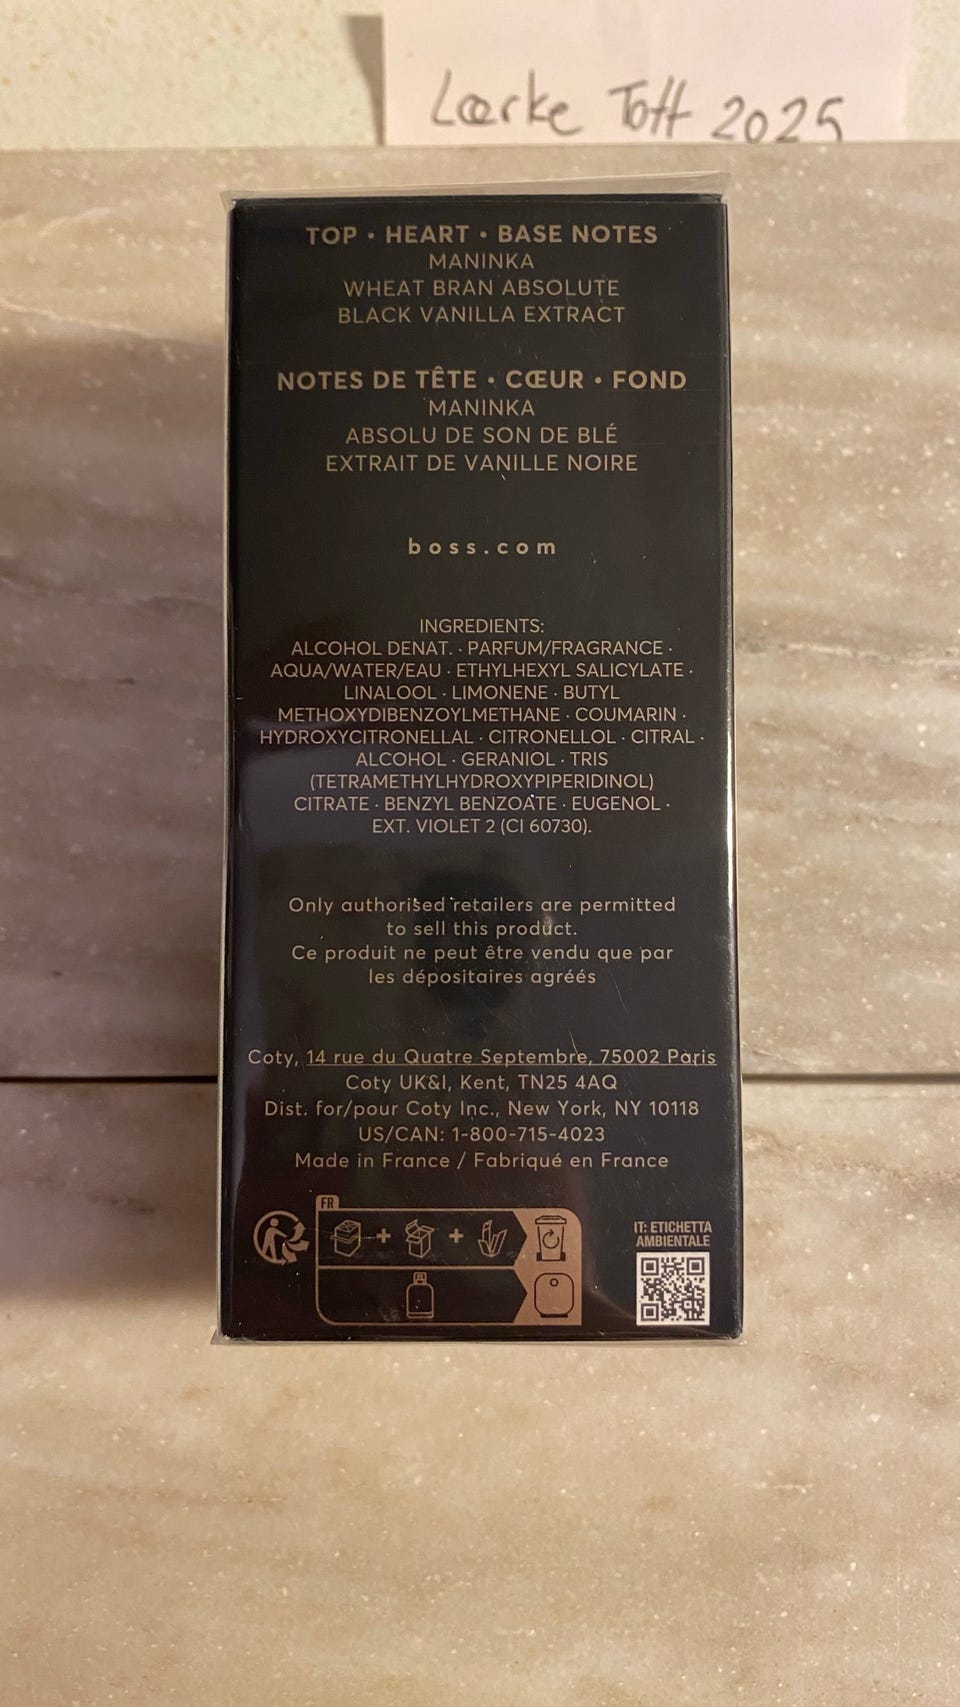 Lærke Toft 2025
TOP · HEART · BASE NOTES
MANINKA
WHEAT BRAN ABSOLUTE
BLACK VANILLA EXTRACT
NOTES DE TÊTE · CŒUR · FOND
MANINKA
ABSOLU DE SON DE BLÉ
EXTRAIT DE VANILLE NOIRE
boss.com
INGREDIENTS:
ALCOHOL DENAT. · PARFUM/FRAGRANCE ·
AQUA/WATER/EAU · ETHYLHEXYL SALICYLATE ·
LINALOOL · LIMONENE · BUTYL
METHOXYDIBENZOYLMETHANE · COUMARIN ·
HYDROXYCITRONELLAL · CITRONELLOL · CITRAL ·
ALCOHOL · GERANIOL · TRIS
(TETRAMETHYLHYDROXYPIPERIDINOL)
CITRATE · BENZYL BENZOATE · EUGENOL ·
EXT. VIOLET 2 (CI 60730).
Only authorised retailers are permitted
to sell this product.
Ce produit ne peut être vendu que par
les dépositaires agréés
Coty, 14 rue du Quatre Septembre, 75002 Paris
Coty UK&I, Kent, TN25 4AQ
Dist. for/pour Coty Inc., New York, NY 10118
US/CAN: 1-800-715-4023
Made in France / Fabriqué en France
FR
IT: ETICHETTA
AMBIENTALE